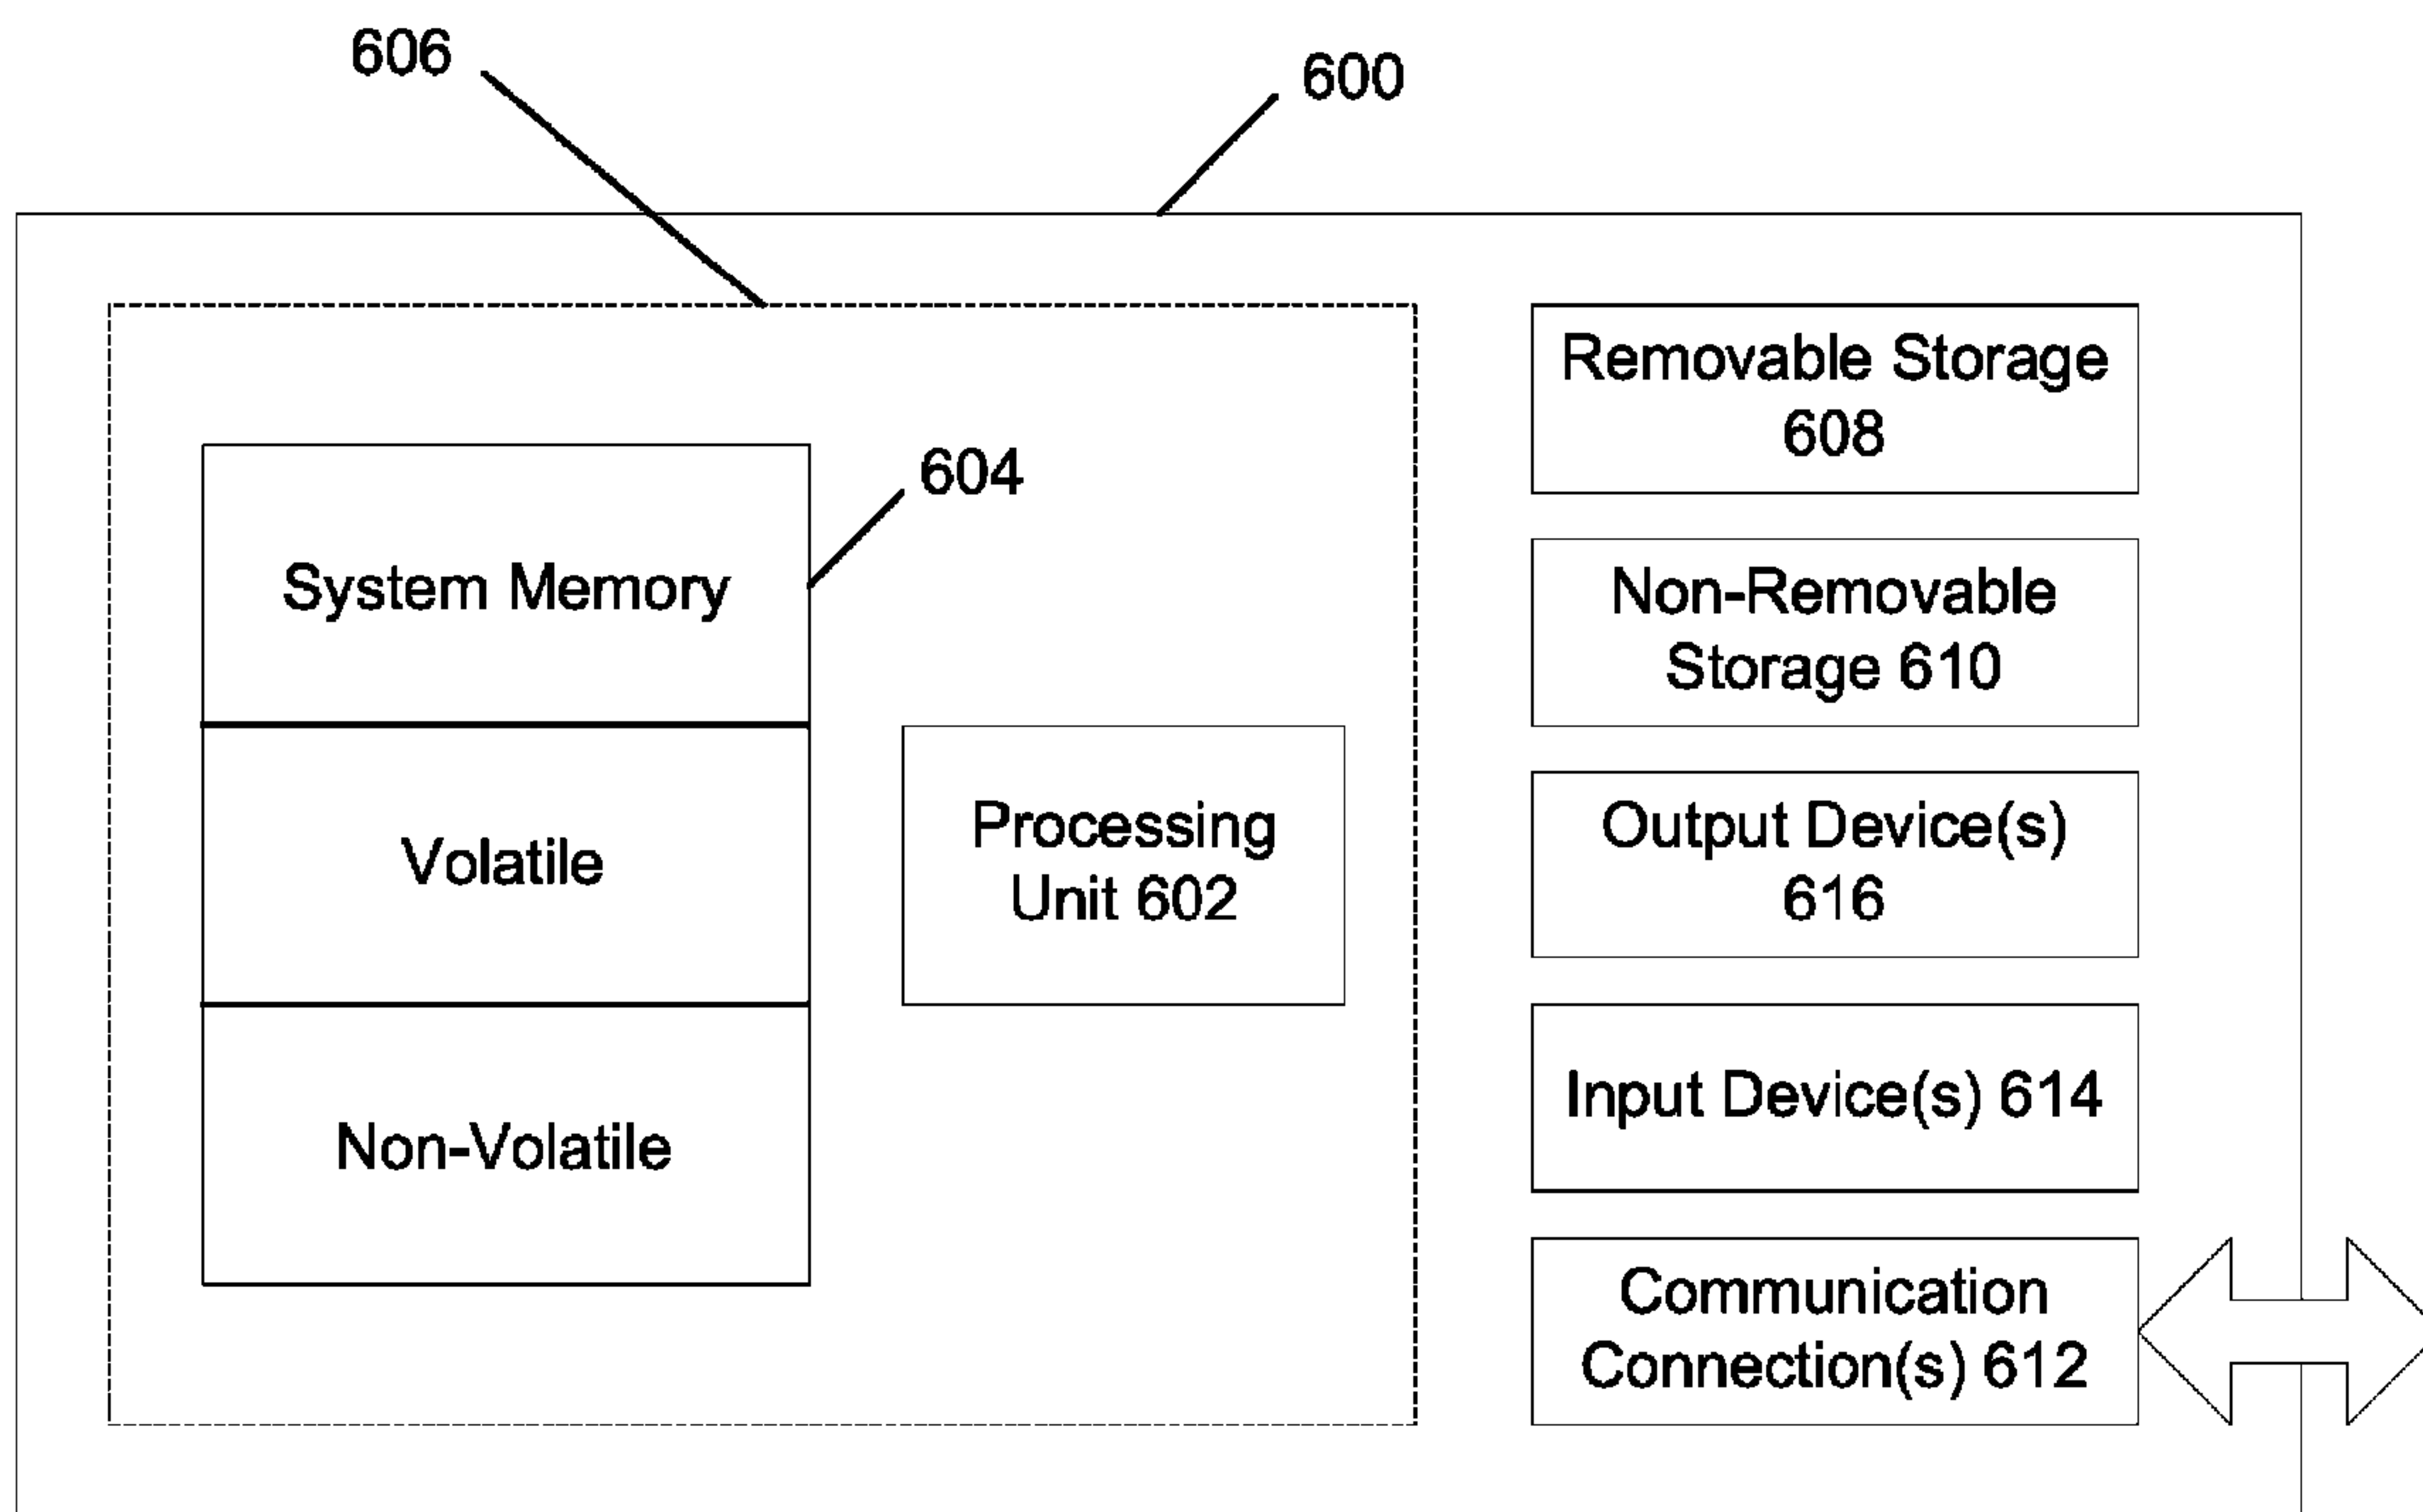 606
600
604
System Memory
Volatile
Non-Volatile
Processing
Unit 602
Removable Storage
608
Non-Removable
Storage 610
Output Device(s)
616
Input Device(s) 614
Communication
Connection(s) 612